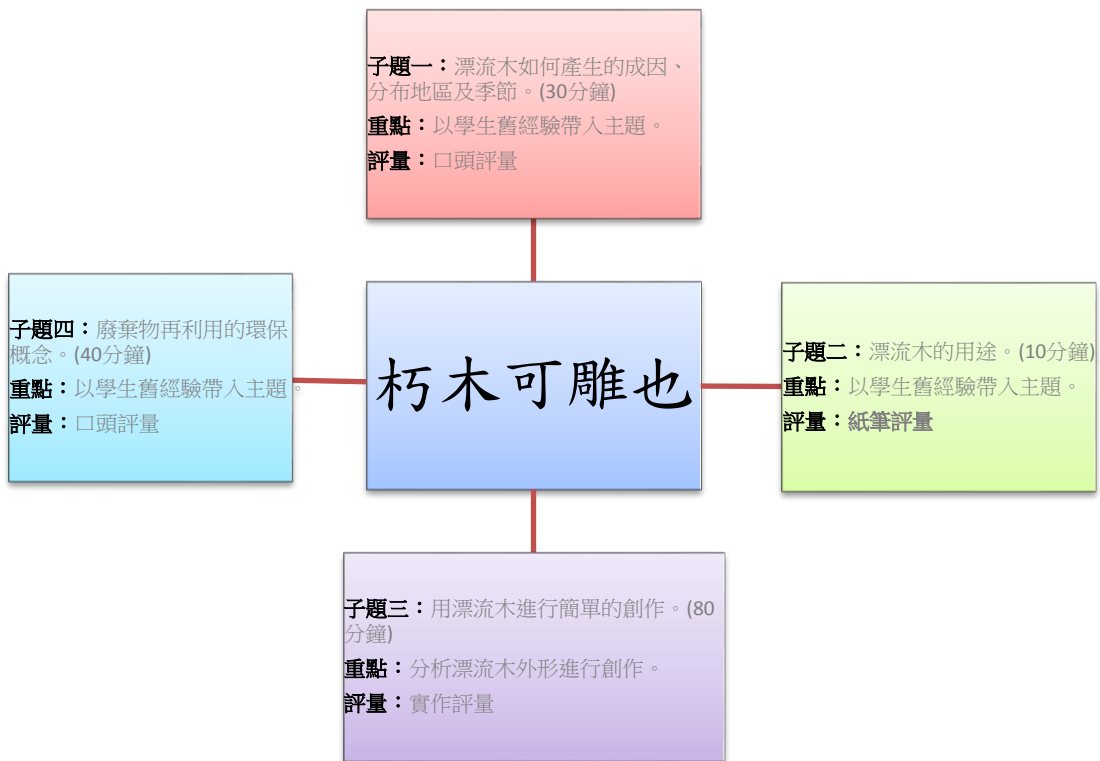 子題一：漂流木如何產生的成因、
分布地區及季節。(30分鐘)
重點：以學生舊經驗帶入主題。
評量：口頭評量
子題四：廢棄物再利用的環保
概念。(40分鐘)
重點：以學生舊經驗帶入主題。
評量：口頭評量
朽木可雕也
子題二：漂流木的用途。(10分鐘)
重點：以學生舊經驗帶入主題。
評量：紙筆評量
子題三：用漂流木進行簡單的創作。(80
分鐘)
重點：分析漂流木外形進行創作。
評量：實作評量